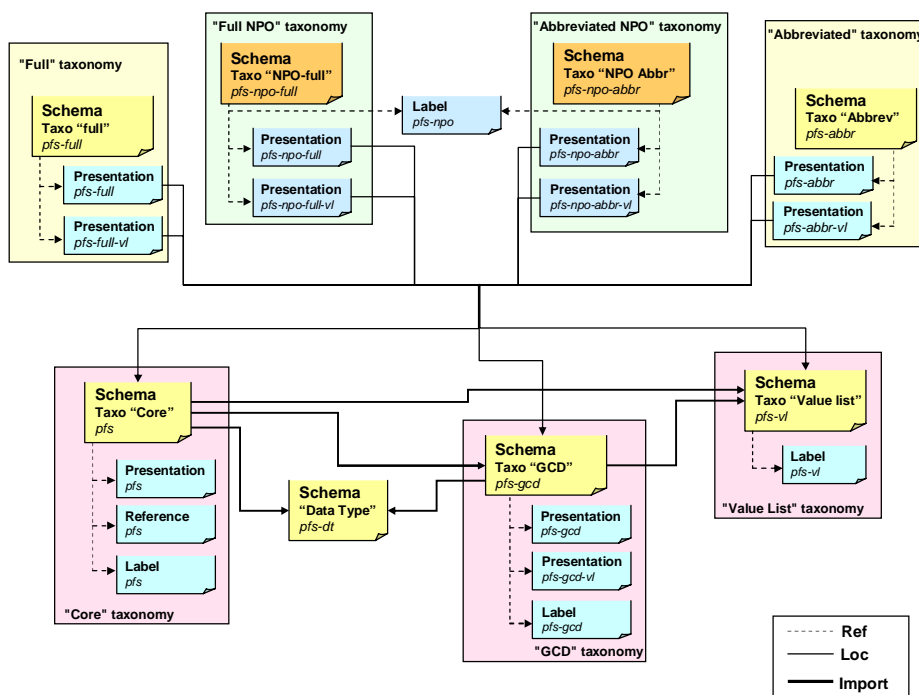 "Full" taxonomy
Schema
Taxo “full”
pfs-full
Presentation
pfs-full
Presentation
pfs-full-vl
"Full NPO" taxonomy
Schema
Taxo “NPO-full”
pfs-npo-full
Presentation
pfs-npo-full
Presentation
pfs-npo-full-vl
Label
pfs-npo
"Abbreviated NPO" taxonomy
Schema
Taxo “NPO Abbr”
pfs-npo-abbr
Presentation
pfs-npo-abbr
Presentation
pfs-npo-abbr-vl
"Abbreviated" taxonomy
Schema
Taxo “Abbrev”
pfs-abbr
Presentation
pfs-abbr
Presentation
pfs-abbr-vl
Schema
Taxo “Core”
pfs
Presentation
pfs
Reference
pfs
Label
pfs
"Core" taxonomy
Schema
“Data Type”
pfs-dt
Schema
Taxo “GCD”
pfs-gcd
Presentation
pfs-gcd
Presentation
pfs-gcd-vl
Label
pfs-gcd
"GCD" taxonomy
Schema
Taxo “Value list”
pfs-vl
Label
pfs-vl
"Value List" taxonomy
Ref
Loc
Import